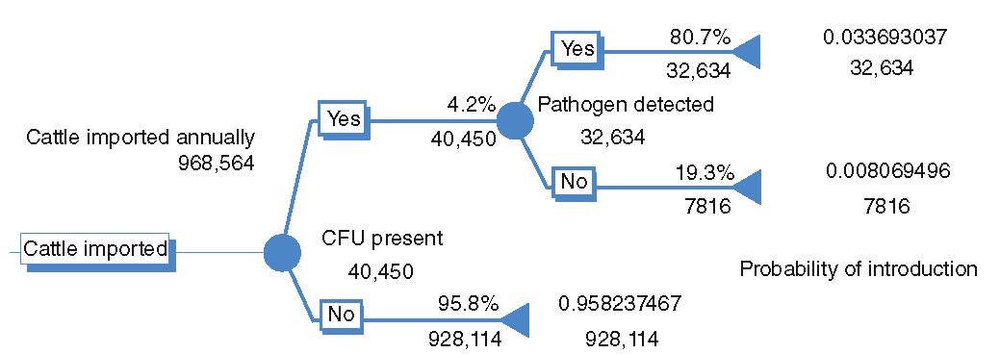 80.7%
0.033693037
Yes
32,634
32,634
4.2%
Pathogen detected
Yes
40,450
32,634
Cattle imported annually
968,564
No
19.3%
0.008069496
7816
7816
CFU present
Cattle imported
40,450
Probability of introduction
No
95.8%
0.958237467
928,114
928,114